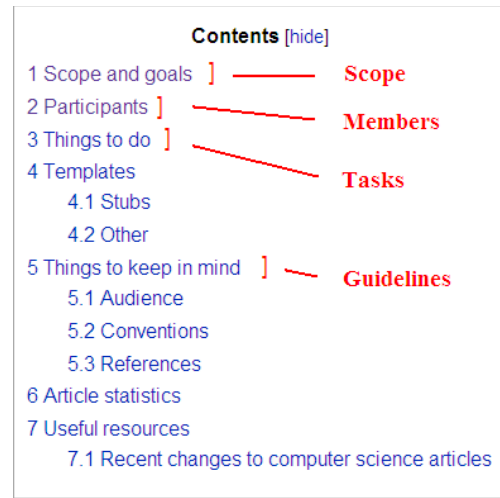 Contents [hide]
1 Scope and goals ] Scope
2 Participants ] Members
3 Things to do ] Tasks
4 Templates
4.1 Stubs
4.2 Other
5 Things to keep in mind ] Guidelines
5.1 Audience
5.2 Conventions
5.3 References
6 Article statistics
7 Useful resources
7.1 Recent changes to computer science articles